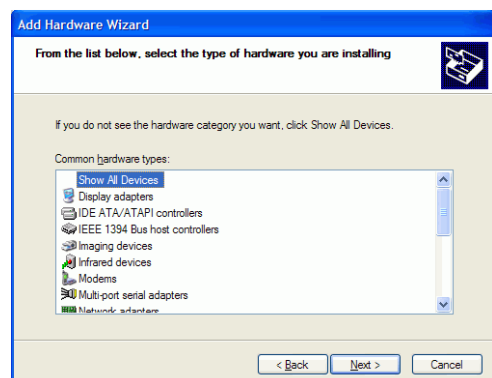 Add Hardware Wizard
From the list below, select the type of hardware you are installing
If you do not see the hardware category you want, click Show All Devices.
Common hardware types:
Show All Devices
Display adapters
IDE ATA/ATAPI controllers
IEEE 1394 Bus host controllers
Imaging devices
Infrared devices
Modems
Multi-port serial adapters
Network adapters
< Back Next > Cancel